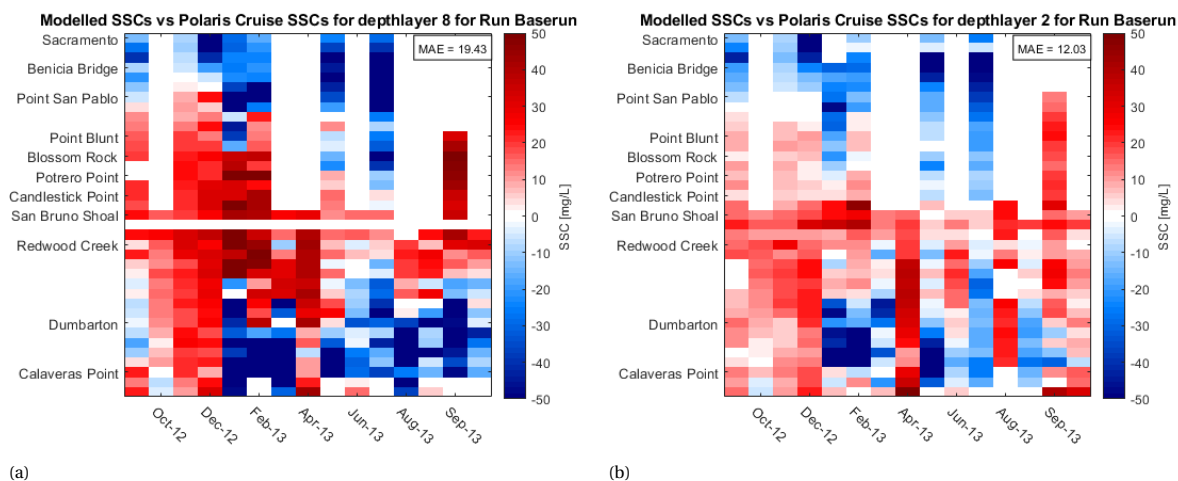 Modelled SSCs vs Polaris Cruise SSCs for depthlayer 8 for Run Baserun
MAE = 19.43
Sacramento
Benicia Bridge
Point San Pablo
Point Blunt
Blossom Rock
Potrero Point
Candlestick Point
San Bruno Shoal
Redwood Creek
Dumbarton
Calaveras Point
Oct-12
Dec-12
Feb-13
Apr-13
Jun-13
Aug-13
Sep-13
50
40
30
20
10
0
-10
-20
-30
-40
-50
SSC [mg/L]
(a)
Modelled SSCs vs Polaris Cruise SSCs for depthlayer 2 for Run Baserun
MAE = 12.03
Sacramento
Benicia Bridge
Point San Pablo
Point Blunt
Blossom Rock
Potrero Point
Candlestick Point
San Bruno Shoal
Redwood Creek
Dumbarton
Calaveras Point
Oct-12
Dec-12
Feb-13
Apr-13
Jun-13
Aug-13
Sep-13
50
40
30
20
10
0
-10
-20
-30
-40
-50
SSC [mg/L]
(b)